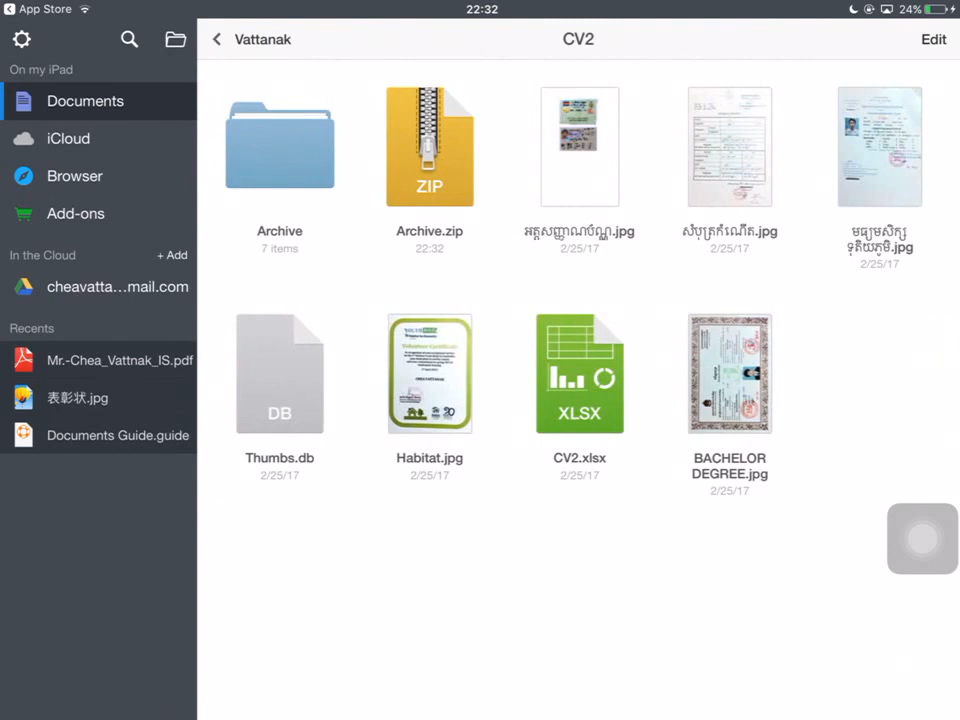 App Store
22:32
24%
Vattanak
CV2
Edit
On my iPad
Documents
iCloud
Browser
Add-ons
In the Cloud
+ Add
cheavatta...mail.com
Recents
Mr.-Chea_Vattnak_IS.pdf
表彰状.jpg
Documents Guide.guide
Archive
7 items
ZIP
Archive.zip
22:32
អត្តសញ្ញាណប័ណ្ណ.jpg
2/25/17
សំបុត្រកំណើត.jpg
2/25/17
មធ្យមសិក្ស
ទុតិយភូមិ.jpg
2/25/17
DB
Thumbs.db
2/25/17
Volunteer Certificate
CHEA VATTANAK
Habitat.jpg
2/25/17
XLSX
CV2.xlsx
2/25/17
BACHELOR
DEGREE.jpg
2/25/17